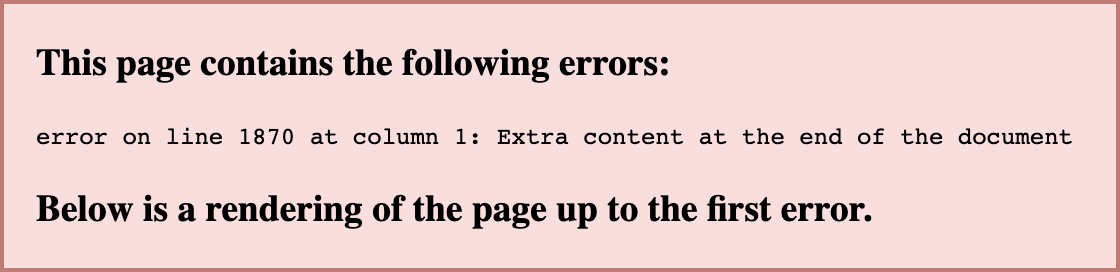 This page contains the following errors:
error on line 1870 at column 1: Extra content at the end of the document
Below is a rendering of the page up to the first error.